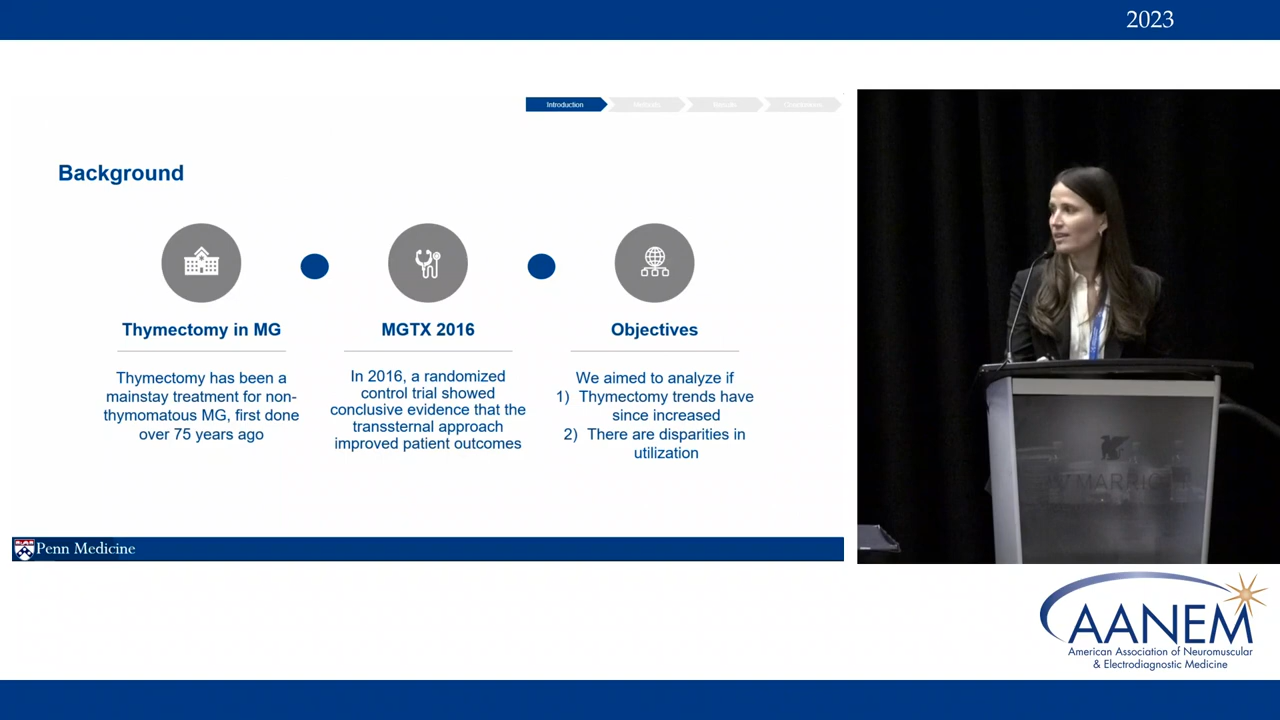 2023
Introduction
Methods
Results
Conclusions
Background
Thymectomy in MG
Thymectomy has been a
mainstay treatment for non-
thymomatous MG, first done
over 75 years ago
MGTX 2016
In 2016, a randomized
control trial showed
conclusive evidence that the
transsternal approach
improved patient outcomes
Objectives
We aimed to analyze if
1) Thymectomy trends have
since increased
2) There are disparities in
utilization
Penn Medicine
JW MARRIO
AANEM
American Association of Neuromuscular
& Electrodiagnostic Medicine